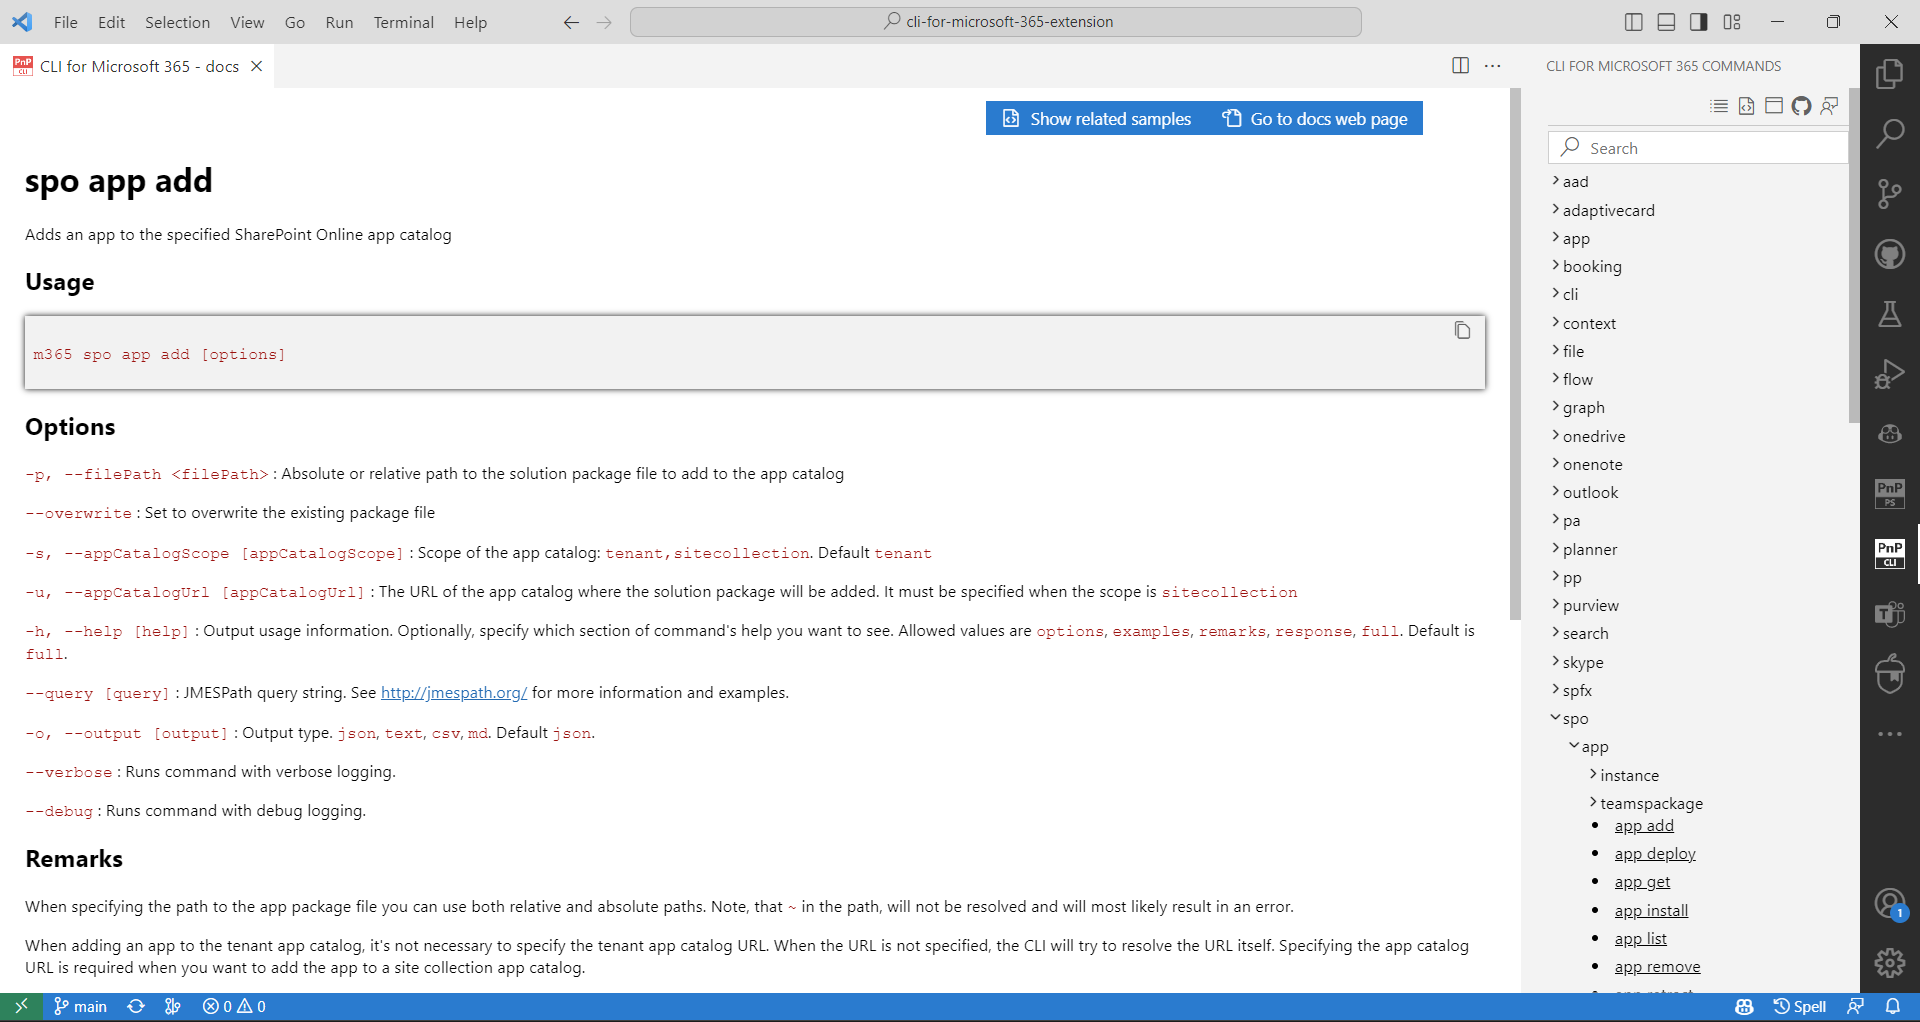 File Edit Selection View Go Run Terminal Help
cli-for-microsoft-365-extension
PnP CLI
CLI for Microsoft 365 - docs
Show related samples
Go to docs web page
spo app add
Adds an app to the specified SharePoint Online app catalog
Usage
m365 spo app add [options]
Options
-p, --filePath <filePath> : Absolute or relative path to the solution package file to add to the app catalog
--overwrite : Set to overwrite the existing package file
-s, --appCatalogScope [appCatalogScope] : Scope of the app catalog: tenant,sitecollection. Default tenant
-u, --appCatalogUrl [appCatalogUrl] : The URL of the app catalog where the solution package will be added. It must be specified when the scope is sitecollection
-h, --help [help] : Output usage information. Optionally, specify which section of command's help you want to see. Allowed values are options, examples, remarks, response, full. Default is
full.
--query [query] : JMESPath query string. See http://jmespath.org/ for more information and examples.
-o, --output [output] : Output type. json, text, csv, md. Default json.
--verbose : Runs command with verbose logging.
--debug : Runs command with debug logging.
Remarks
When specifying the path to the app package file you can use both relative and absolute paths. Note, that ~ in the path, will not be resolved and will most likely result in an error.
When adding an app to the tenant app catalog, it's not necessary to specify the tenant app catalog URL. When the URL is not specified, the CLI will try to resolve the URL itself. Specifying the app catalog
URL is required when you want to add the app to a site collection app catalog.
CLI FOR MICROSOFT 365 COMMANDS
Search
aad
adaptivecard
app
booking
cli
context
file
flow
graph
onedrive
onenote
outlook
pa
planner
pp
purview
search
skype
spfx
spo
app
instance
teamspackage
app add
app deploy
app get
app install
app list
app remove
app retract
PnP
PS
PnP
CLI
1
main
0 0
Spell